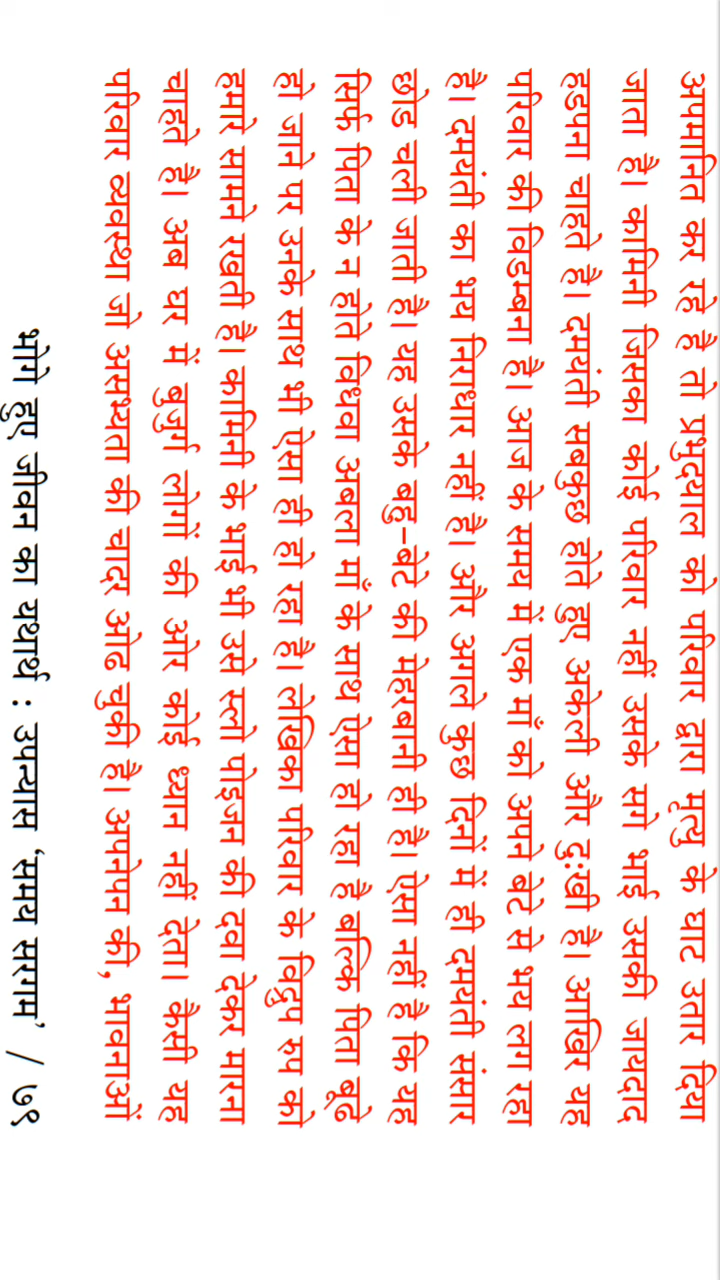 अपमानित कर रहे है तो प्रभुदयाल को परिवार द्वारा मृत्यु के घाट उतार दिया
जाता है। कामिनी जिसका कोई परिवार नहीं उसके सगे भाई उसकी जायदाद
हडपना चाहते है। दमयंती सबकुछ होते हुए अकेली और दुःखी है। आखिर यह
परिवार की विडम्बना है। आज के समय में एक माँ को अपने बेटे से भय लग रहा
है। दमयंती का भय निराधार नहीं है। और अगले कुछ दिनों में ही दमयंती संसार
छोड चली जाती है। यह उसके बहु-बेटे की मेहरबानी ही है। ऐसा नहीं है कि यह
सिर्फ पिता के न होते विधवा अबला माँ के साथ ऐसा हो रहा है बल्कि पिता बूढे
हो जाने पर उनके साथ भी ऐसा ही हो रहा है। लेखिका परिवार के विद्रुप रुप को
हमारे सामने रखती है। कामिनी के भाई भी उसे स्लो पोइजन की दवा देकर मारना
चाहते है। अब घर में बुजुर्ग लोगों की ओर कोई ध्यान नहीं देता। कैसी यह
परिवार व्यवस्था जो असभ्यता की चादर ओढ चुकी है। अपनेपन की, भावनाओं
भोगे हुए जीवन का यथार्थ : उपन्यास 'समय सरगम' / ७९